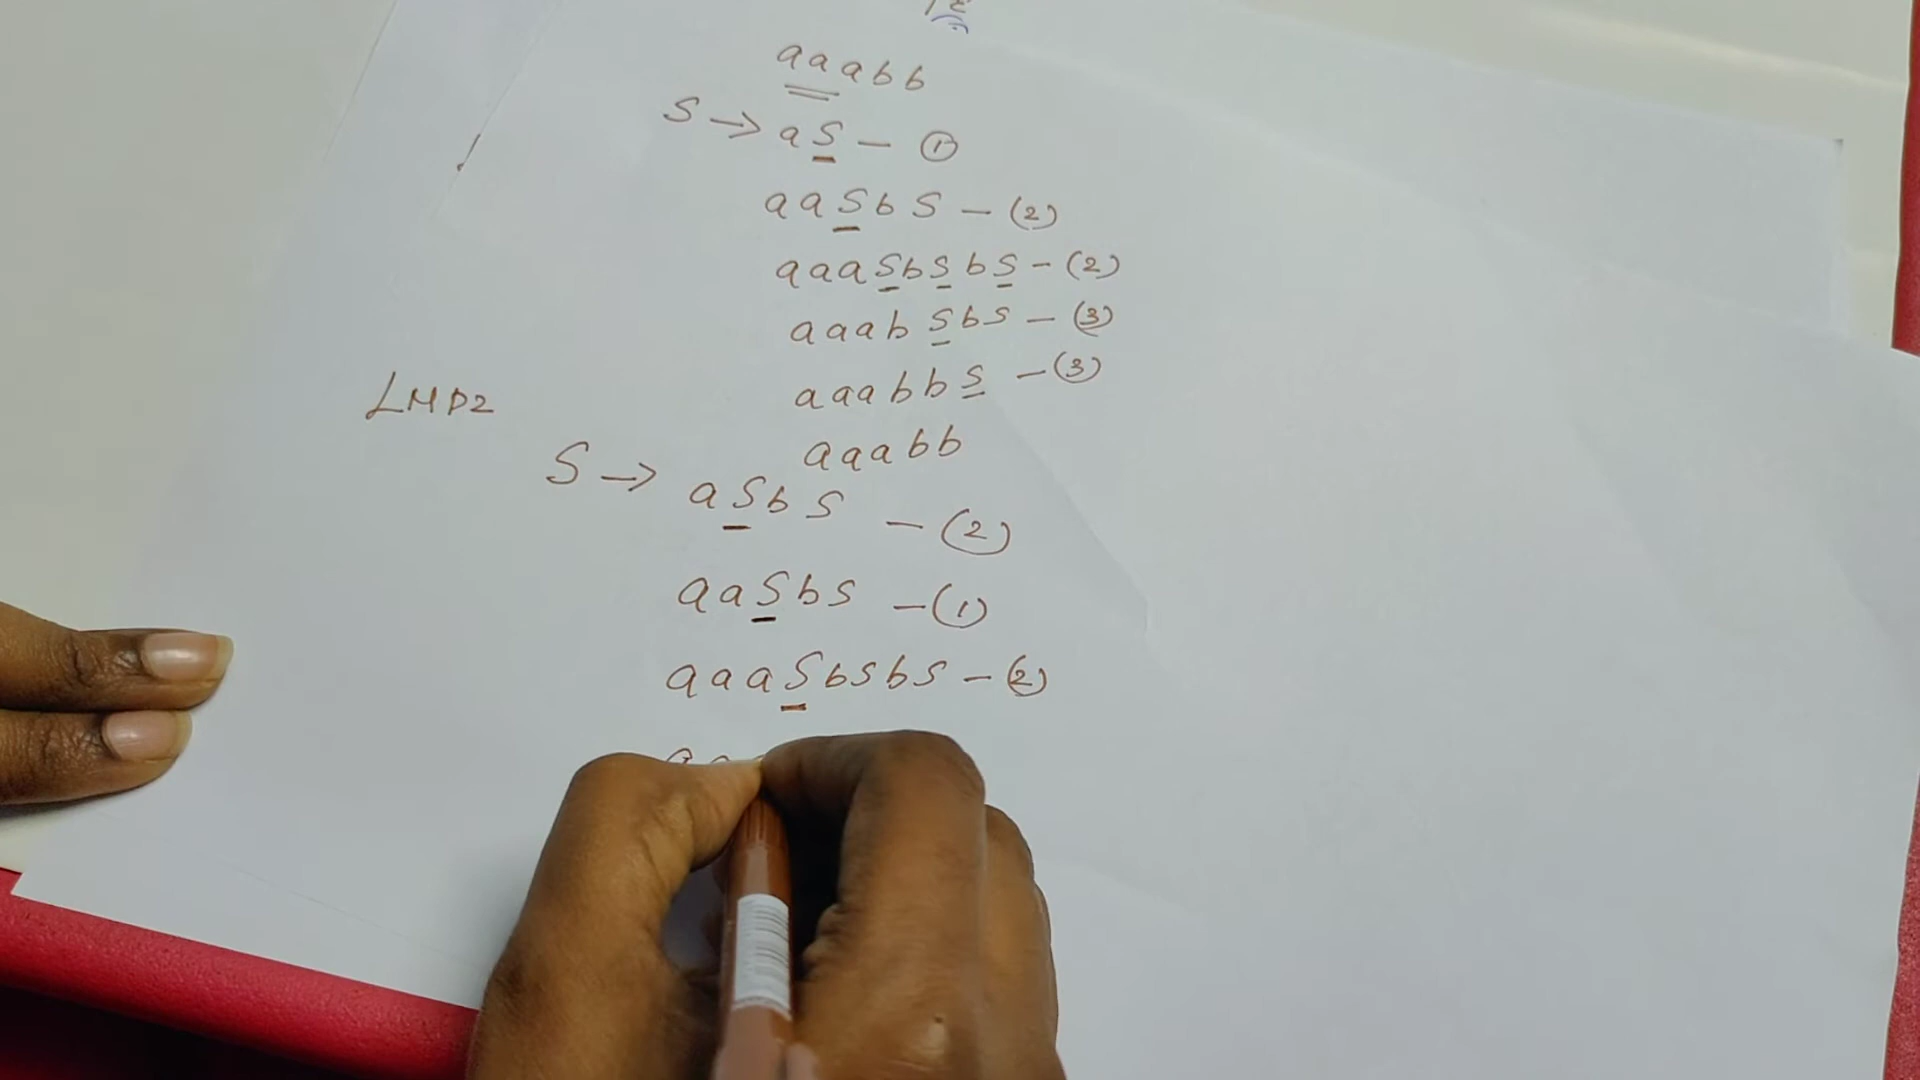 aaabb
S → aS — ①
aaSbS — (2)
aaaSbSbS — (2)
aaabSbS — (3)
aaabbS — (3)
aaabb
LMD2
S → aSbS — (2)
aaSbS — (1)
aaaSbSbS — (2)
aa